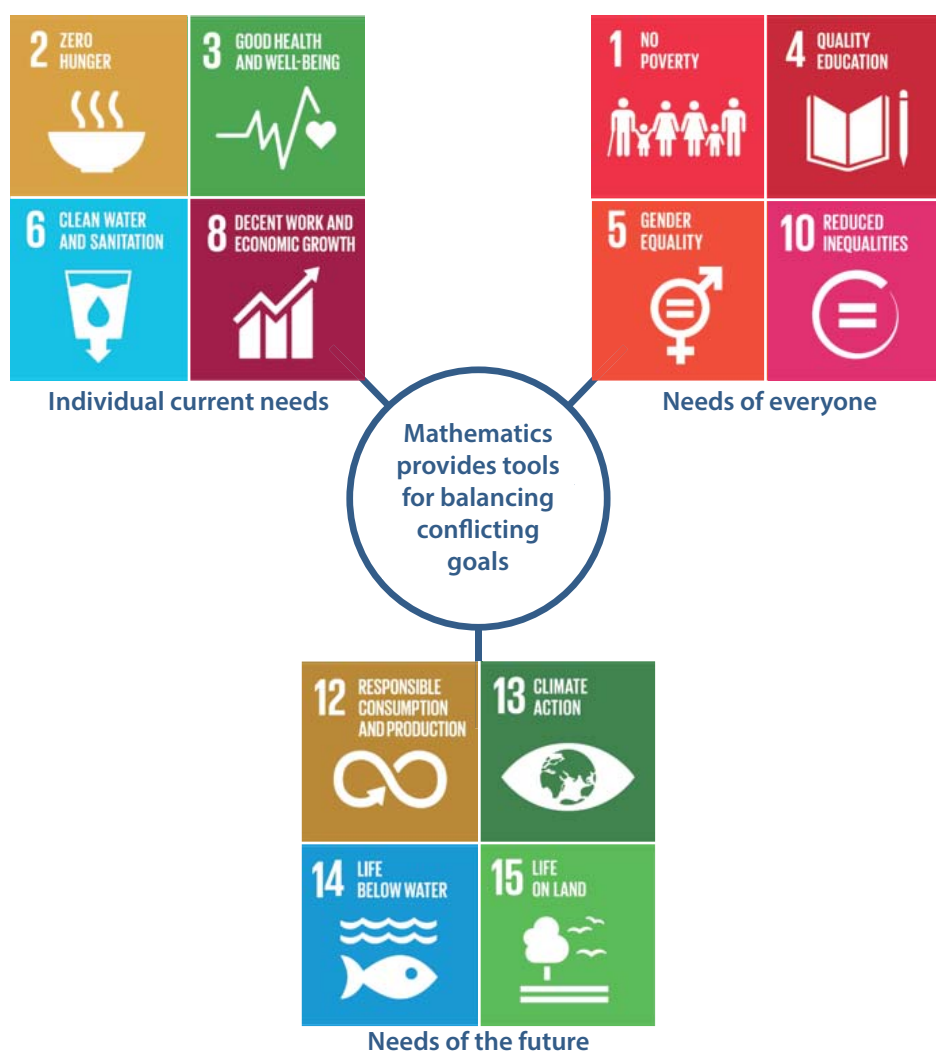 2 ZERO
HUNGER
3 GOOD HEALTH
AND WELL-BEING
6 CLEAN WATER
AND SANITATION
8 DECENT WORK AND
ECONOMIC GROWTH
Individual current needs
1 NO
POVERTY
4 QUALITY
EDUCATION
5 GENDER
EQUALITY
10 REDUCED
INEQUALITIES
Needs of everyone
Mathematics
provides tools
for balancing
conflicting
goals
12 RESPONSIBLE
CONSUMPTION
AND PRODUCTION
13 CLIMATE
ACTION
14 LIFE
BELOW WATER
15 LIFE
ON LAND
Needs of the future